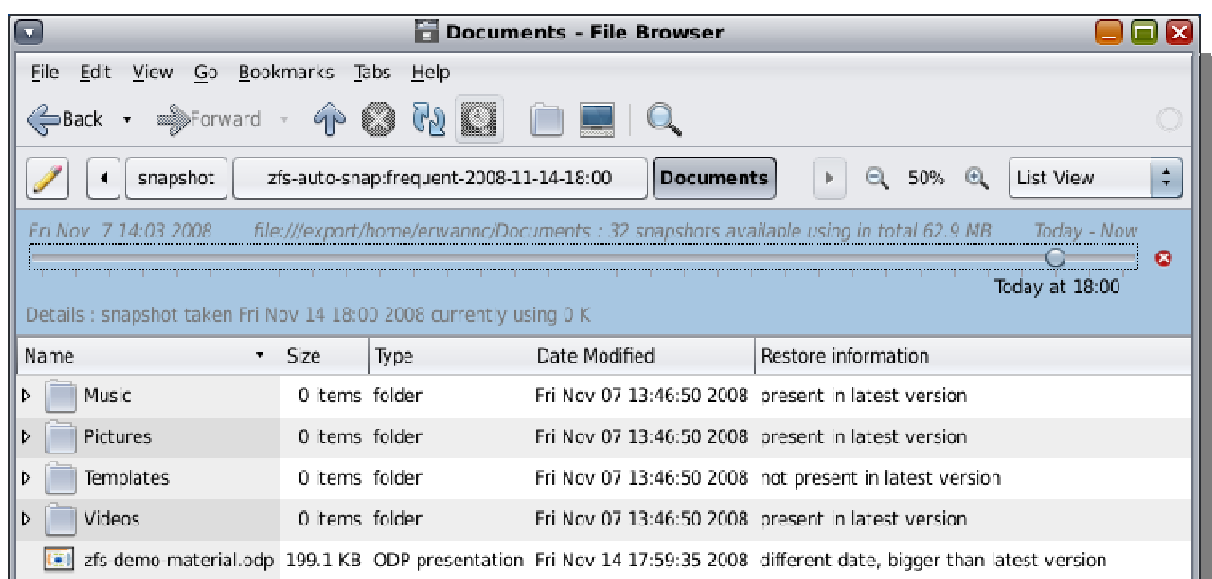 Documents - File Browser
File Edit View Go Bookmarks Tabs Help
Back Forward
snapshot zfs-auto-snap:frequent-2008-11-14-18:00 Documents 50% List View
Fri Nov 7 14:03 2008 file:///export/home/erwannc/Documents : 32 snapshots available using in total 62.9 MB Today - Now
Today at 18:00
Details : snapshot taken Fri Nov 14 18:00 2008 currently using 0 K
Name Size Type Date Modified Restore information
Music 0 items folder Fri Nov 07 13:46:50 2008 present in latest version
Pictures 0 items folder Fri Nov 07 13:46:50 2008 present in latest version
Templates 0 items folder Fri Nov 07 13:46:50 2008 not present in latest version
Videos 0 items folder Fri Nov 07 13:46:50 2008 present in latest version
zfs-demo-material.odp 199.1 KB ODP presentation Fri Nov 14 17:59:35 2008 different date, bigger than latest version